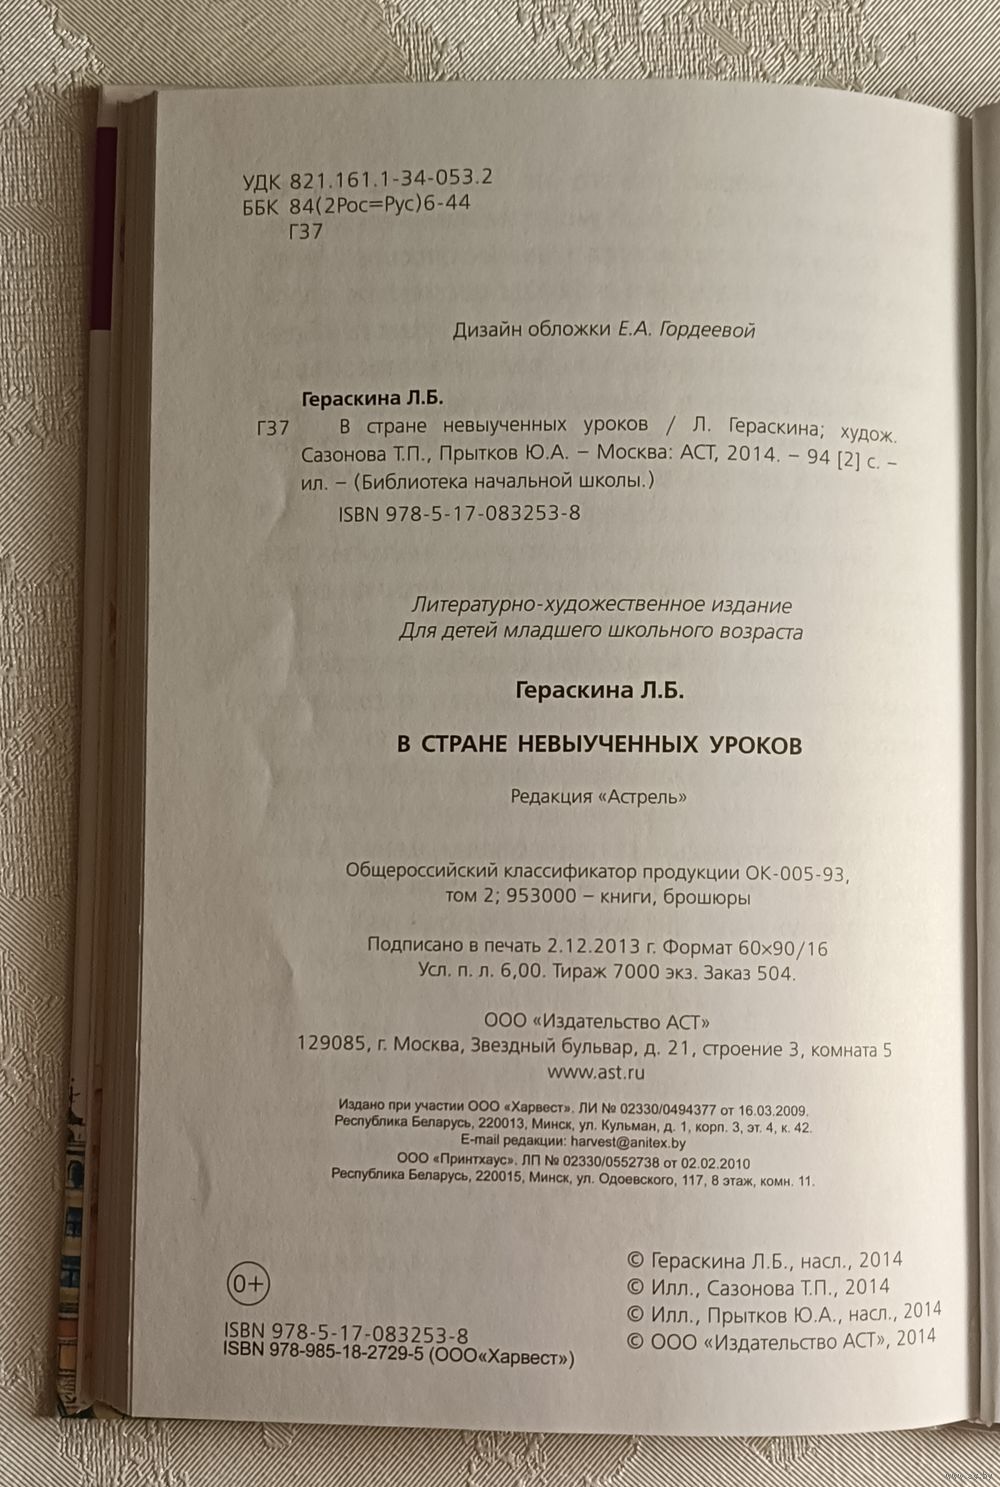 УДК 821.161.1-34-053.2
ББК 84(2Рос=Рус)6-44
Г37
Дизайн обложки Е.А. Гордеевой
Гераскина Л.Б.
Г37 В стране невыученных уроков / Л. Гераскина; худож.
Сазонова Т.П., Прытков Ю.А. – Москва: АСТ, 2014. – 94 [2] с. –
ил. – (Библиотека начальной школы.)
ISBN 978-5-17-083253-8
Литературно-художественное издание
Для детей младшего школьного возраста
Гераскина Л.Б.
В СТРАНЕ НЕВЫУЧЕННЫХ УРОКОВ
Редакция «Астрель»
Общероссийский классификатор продукции ОК-005-93,
том 2; 953000 – книги, брошюры
Подписано в печать 2.12.2013 г. Формат 60×90/16
Усл. п. л. 6,00. Тираж 7000 экз. Заказ 504.
ООО «Издательство АСТ»
129085, г. Москва, Звездный бульвар, д. 21, строение 3, комната 5
www.ast.ru
Издано при участии ООО «Харвест». ЛИ № 02330/0494377 от 16.03.2009.
Республика Беларусь, 220013, Минск, ул. Кульман, д. 1, корп. 3, эт. 4, к. 42.
E-mail редакции: harvest@anitex.by
ООО «Принтхаус». ЛП № 02330/0552738 от 02.02.2010
Республика Беларусь, 220015, Минск, ул. Одоевского, 117, 8 этаж, комн. 11.
© Гераскина Л.Б., насл., 2014
© Илл., Сазонова Т.П., 2014
© Илл., Прытков Ю.А., насл., 2014
© ООО «Издательство АСТ», 2014
0+
ISBN 978-5-17-083253-8
ISBN 978-985-18-2729-5 (ООО«Харвест»)